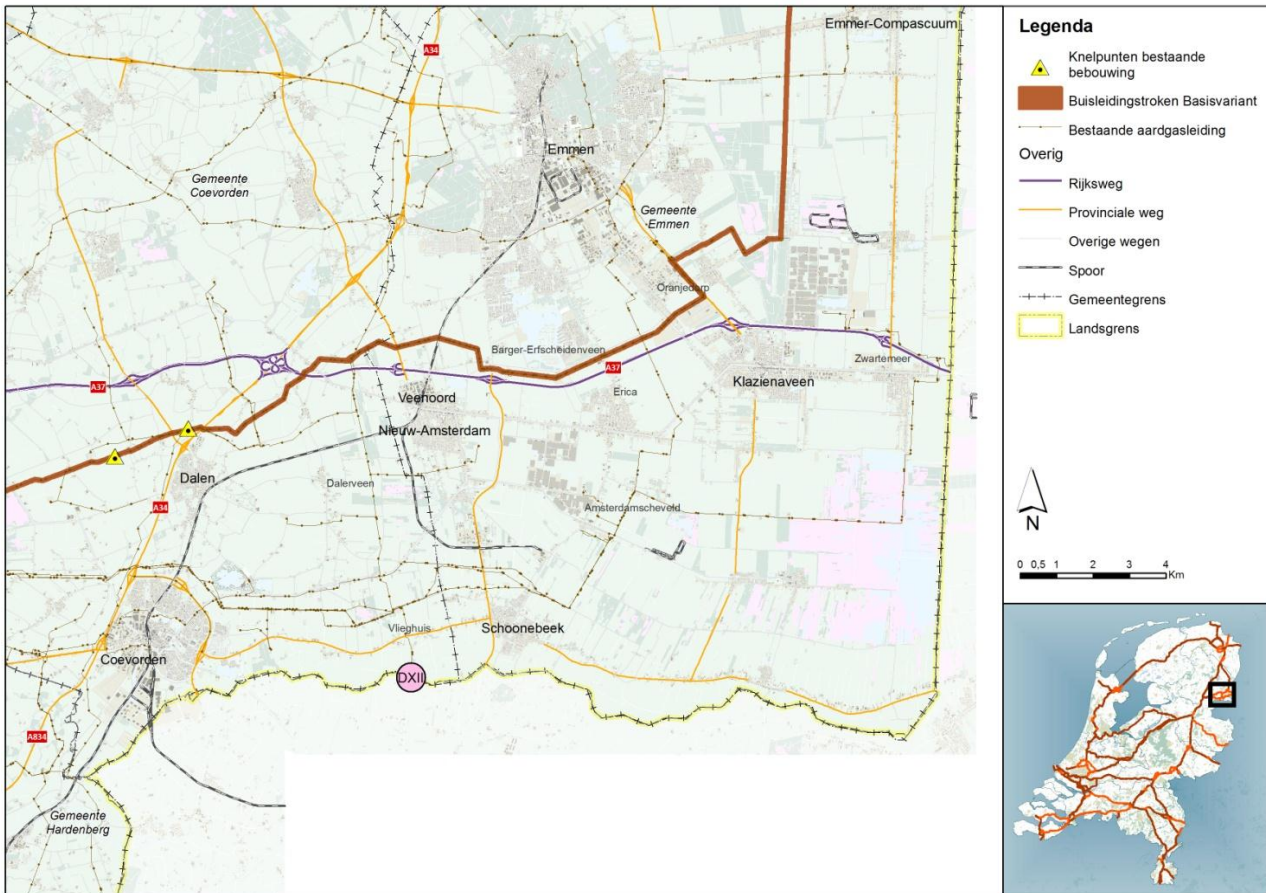 Emmer-Compascuum
A34
Emmen
Gemeente
Coevorden
Gemeente
-Emmen
Oranjedorp
Barger-Erfscheidenveen
A37
Zwartemeer
A37
Klazienaveen
Veenoord
Erica
Nieuw-Amsterdam
Dalen
Dalerveen
A34
Amsterdamscheveld
Vlieghuis
Schoonebeek
Coevorden
DXII
A834
Gemeente
Hardenberg
Legenda
Knelpunten bestaande
bebouwing
Buisleidingstroken Basisvariant
Bestaande aardgasleiding
Overig
Rijksweg
Provinciale weg
Overige wegen
Spoor
Gemeentegrens
Landsgrens
N
0 0,5 1 2 3 4
Km